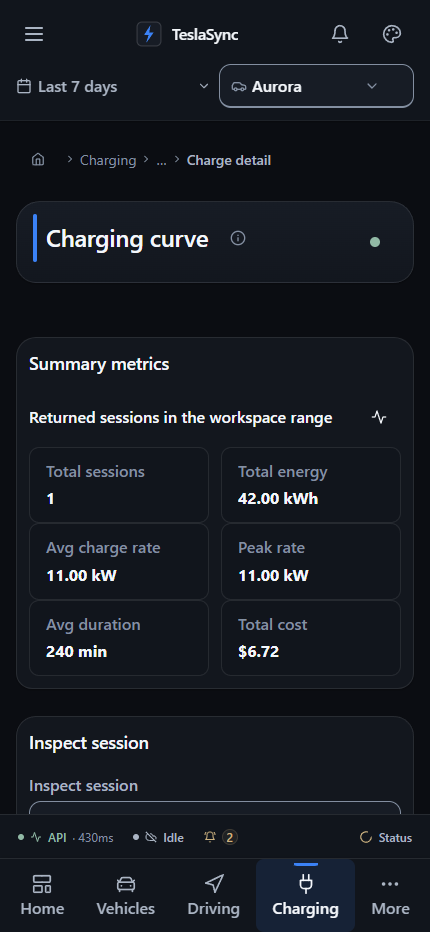 TeslaSync
Last 7 days
Aurora
Charging
...
Charge detail
Charging curve
Summary metrics
Returned sessions in the workspace range
Total sessions
1
Total energy
42.00 kWh
Avg charge rate
11.00 kW
Peak rate
11.00 kW
Avg duration
240 min
Total cost
$6.72
Inspect session
Inspect session
API · 430ms
Idle
2
Status
Home
Vehicles
Driving
Charging
More